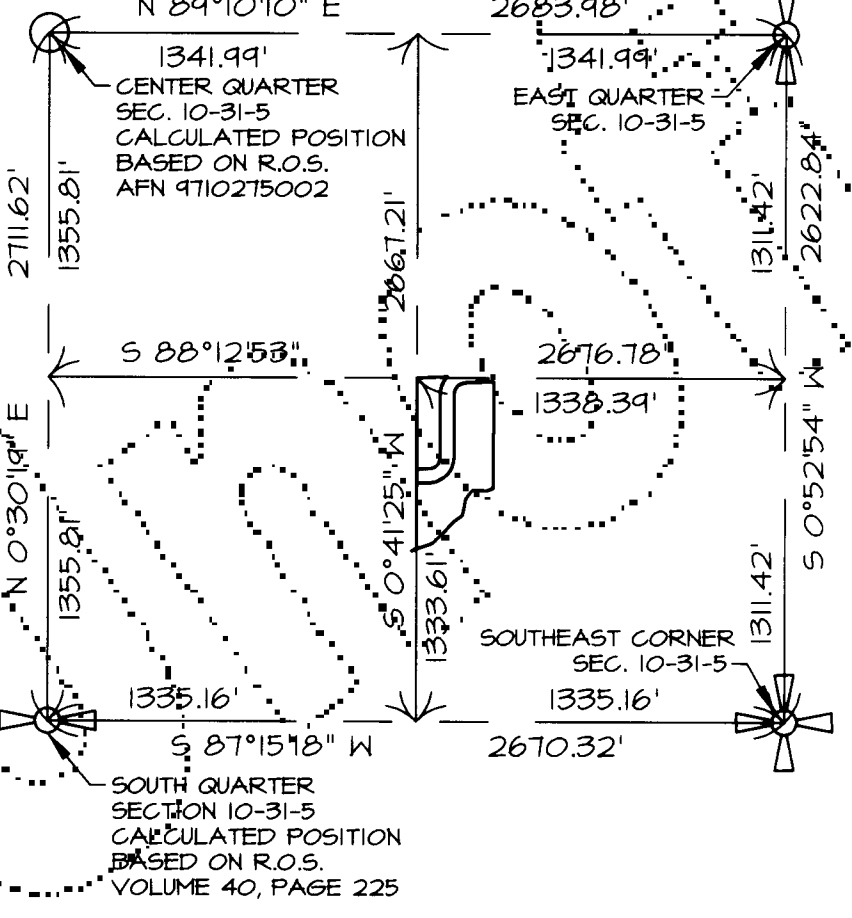 N 89°10'10" E
2683.98'
1341.99'
1341.99'
CENTER QUARTER
SEC. 10-31-5
CALCULATED POSITION
BASED ON R.O.S.
AFN 9710275002
EAST QUARTER
SEC. 10-31-5
2711.62'
1355.81'
2667.21'
1311.42'
2622.84'
S 88°12'53"
2676.78'
1338.39'
N 0°30'19" E
1355.81'
S 0°41'25" W
1333.61'
1311.42'
S 0°52'54" W
SOUTHEAST CORNER
SEC. 10-31-5
1335.16'
1335.16'
S 87°15'18" W
2670.32'
SOUTH QUARTER
SECTION 10-31-5
CALCULATED POSITION
BASED ON R.O.S.
VOLUME 40, PAGE 225